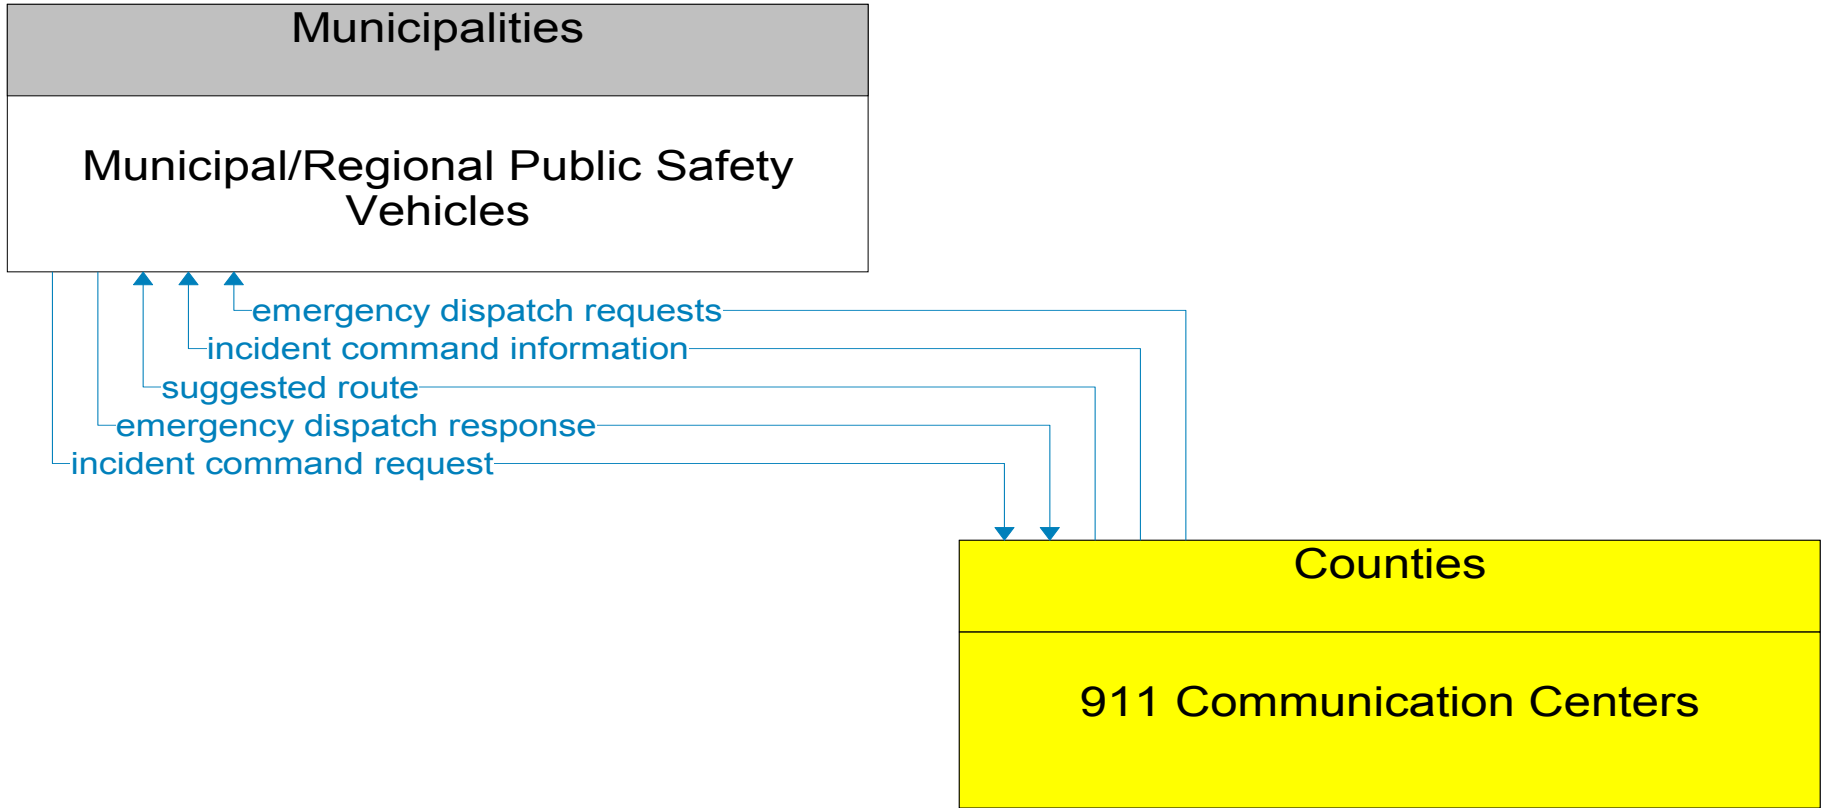 Municipalities
Municipal/Regional Public Safety
Vehicles
emergency dispatch requests
incident command information
suggested route
emergency dispatch response
incident command request
Counties
911 Communication Centers